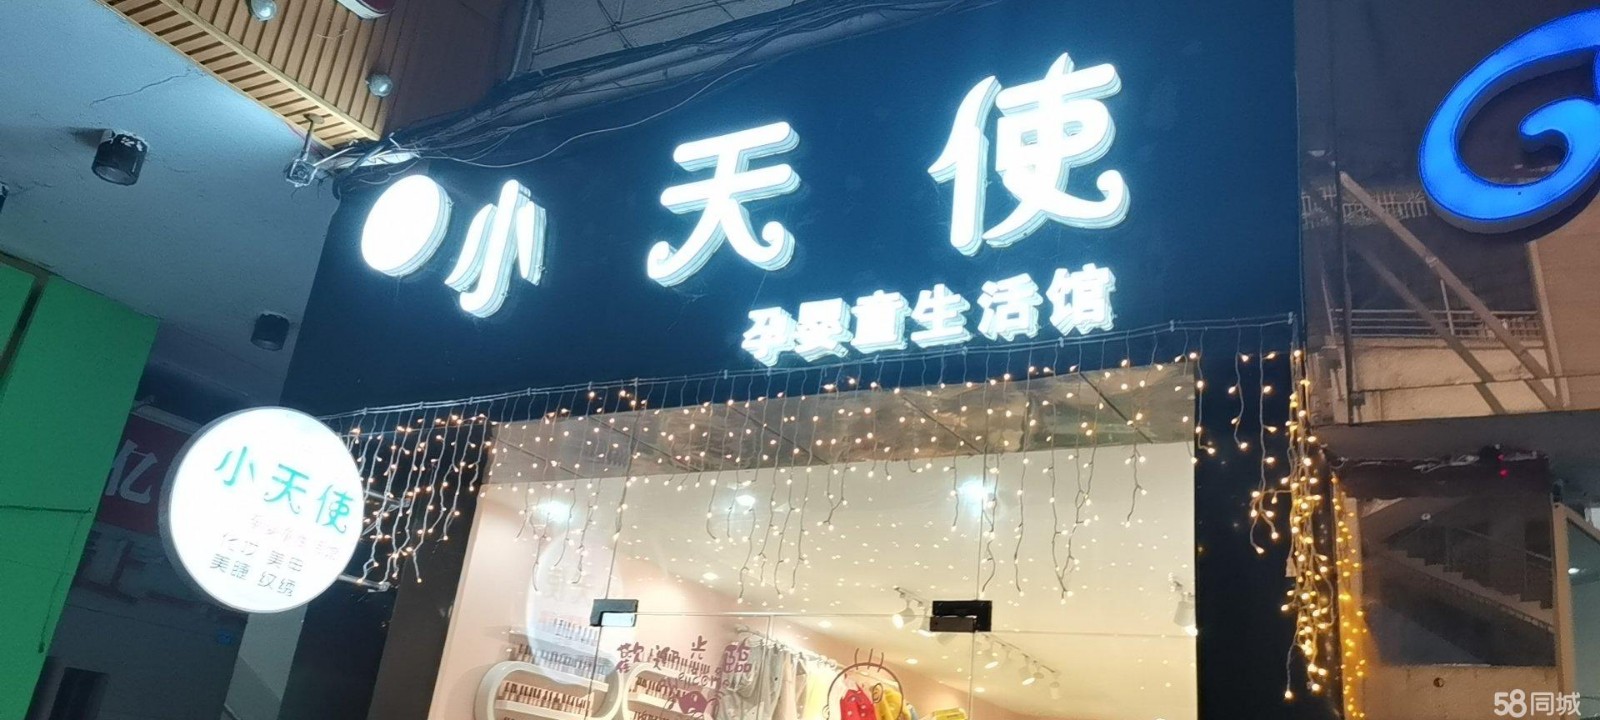 小天使
孕婴童生活馆
小天使
化妆 美甲
美睫 纹绣
亿
歡迎光臨
58同城